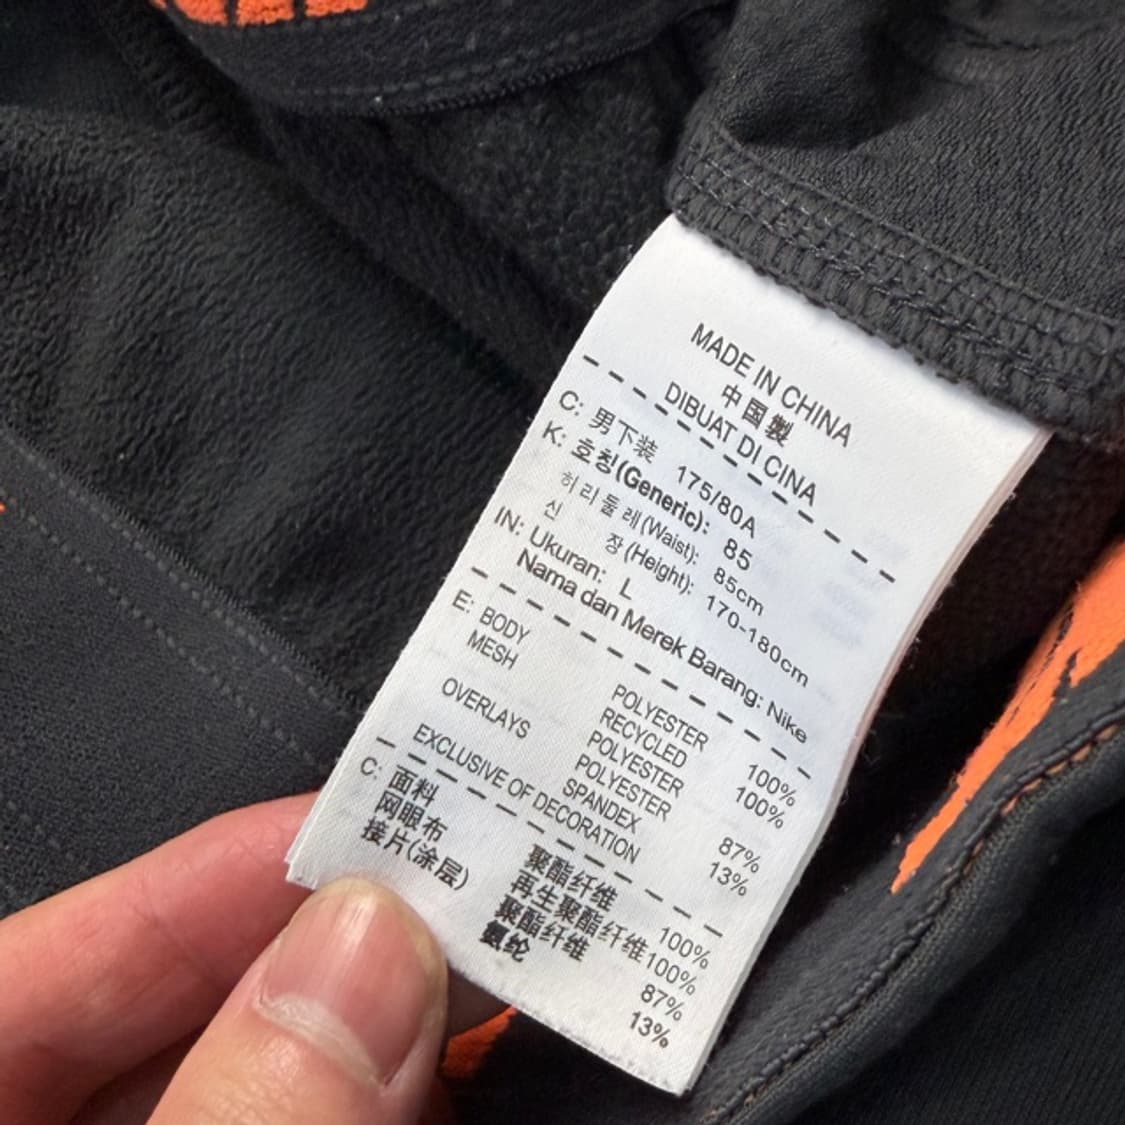 MADE IN CHINA
中国製
DIBUAT DI CINA
C: 男下装 175/80A
K: 호칭(Generic): 85
허리둘레(Waist): 85cm
신 장(Height): 170-180cm
IN: Ukuran: L
Nama dan Merek Barang: Nike
E: BODY POLYESTER 100%
MESH RECYCLED
POLYESTER 100%
OVERLAYS POLYESTER 87%
SPANDEX 13%
EXCLUSIVE OF DECORATION
C: 面料 聚酯纤维 100%
网眼布 再生聚酯纤维 100%
接片(涂层) 聚酯纤维 87%
氨纶 13%